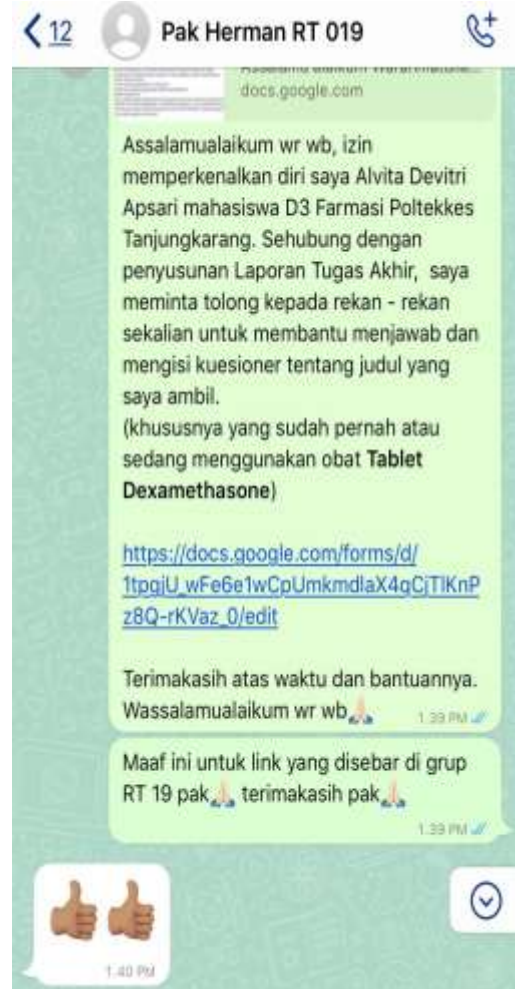 12
Pak Herman RT 019
docs.google.com
Assalamualaikum wr wb, izin
memperkenalkan diri saya Alvita Devitri
Apsari mahasiswa D3 Farmasi Poltekkes
Tanjungkarang. Sehubung dengan
penyusunan Laporan Tugas Akhir, saya
meminta tolong kepada rekan - rekan
sekalian untuk membantu menjawab dan
mengisi kuesioner tentang judul yang
saya ambil.
(khususnya yang sudah pernah atau
sedang menggunakan obat Tablet
Dexamethasone)
https://docs.google.com/forms/d/
z8Q-rKVaz_0/edit
Terimakasih atas waktu dan bantuannya.
Wassalamualaikum wr wb🙏🏻
1.39 PM
Maaf ini untuk link yang disebar di grup
RT 19 pak🙏🏻 terimakasih pak🙏🏻
1.39 PM
👍🏽👍🏽
1.40 PM